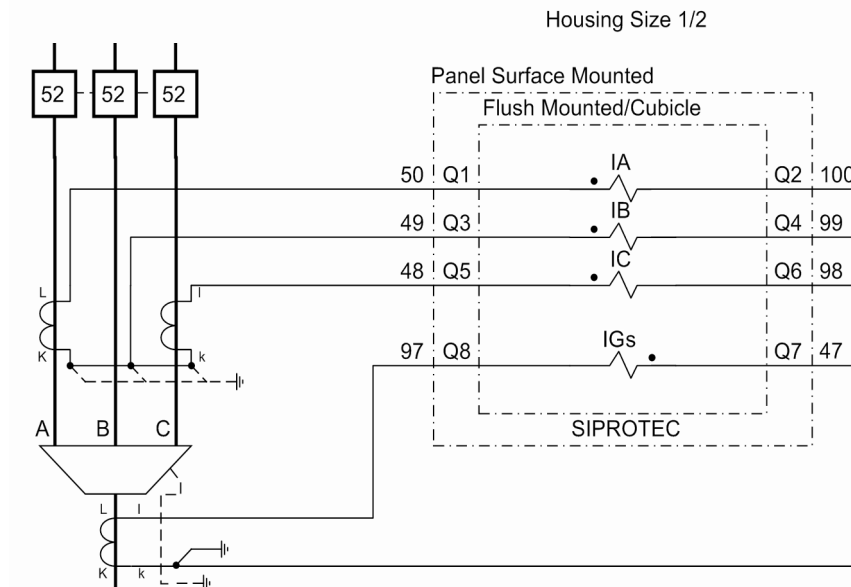 Housing Size 1/2
Panel Surface Mounted
Flush Mounted/Cubicle
52 52 52
IA
50 Q1 Q2 100
IB
49 Q3 Q4 99
IC
48 Q5 Q6 98
L l
K k
IGs
97 Q8 Q7 47
A B C
SIPROTEC
L l
K k